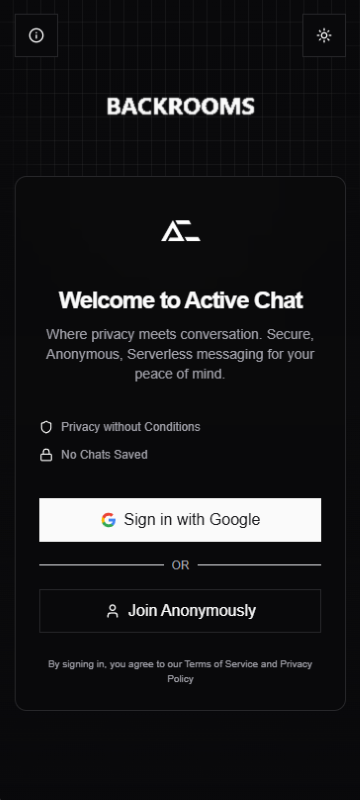 BACKROOMS
Welcome to Active Chat
Where privacy meets conversation. Secure,
Anonymous, Serverless messaging for your
peace of mind.
Privacy without Conditions
No Chats Saved
Sign in with Google
OR
Join Anonymously
By signing in, you agree to our Terms of Service and Privacy
Policy